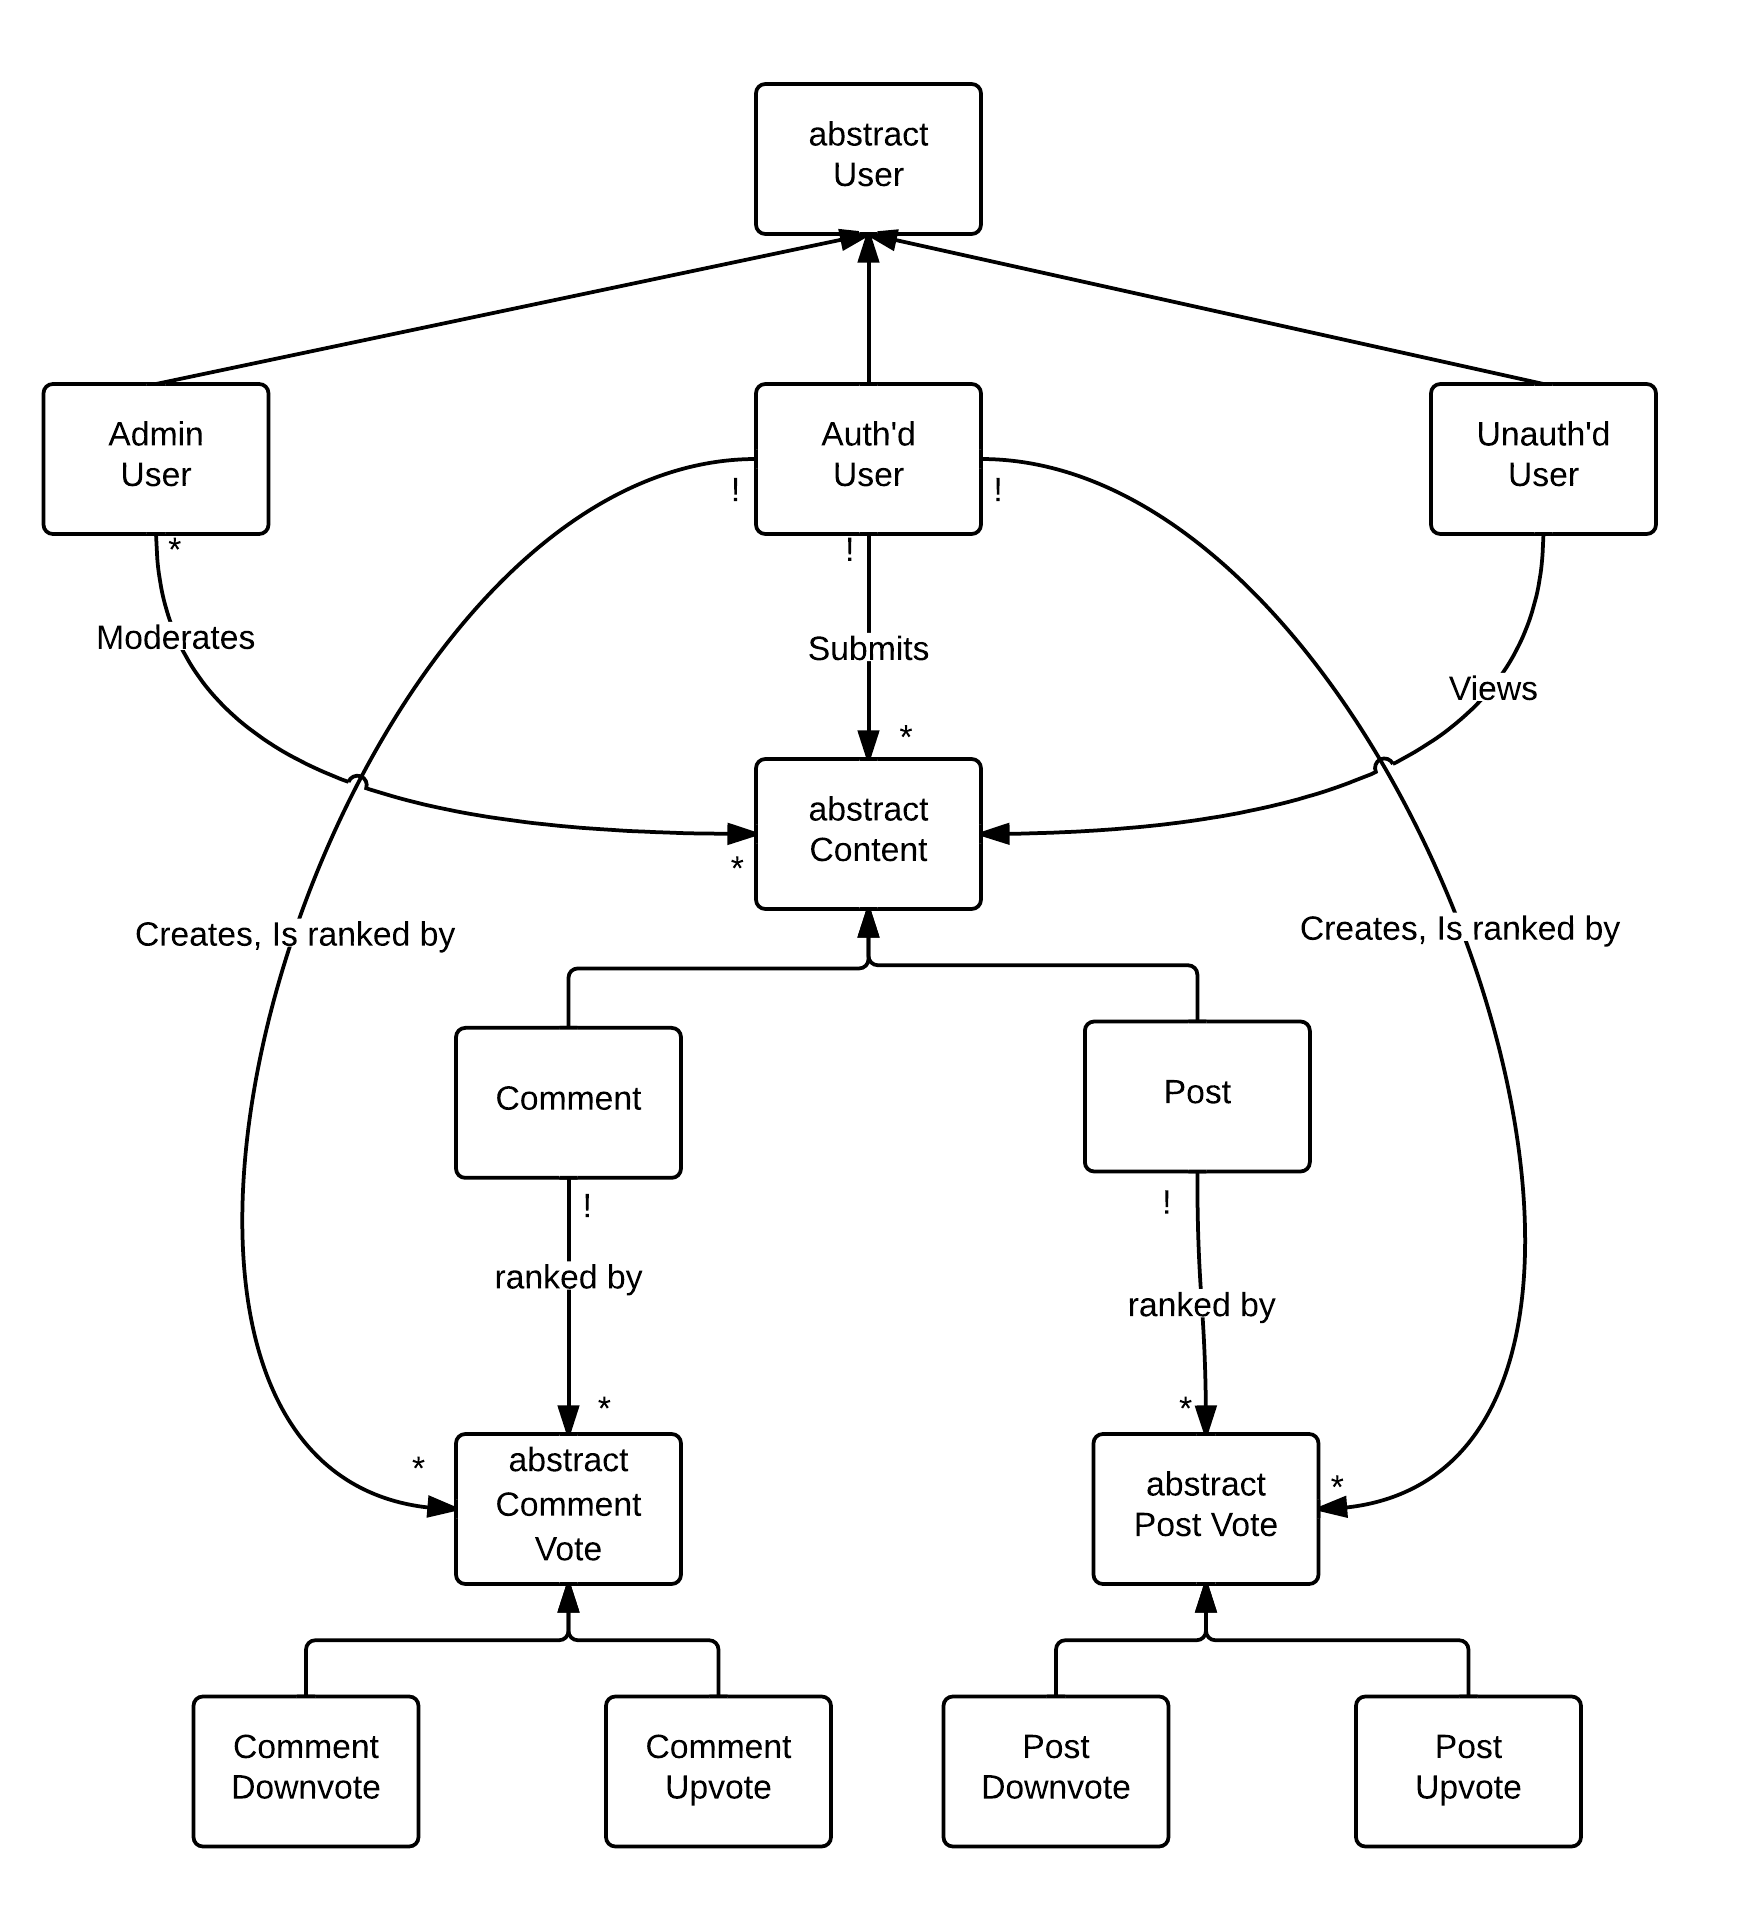 abstract
User
Admin
User
Auth'd
User
Unauth'd
User
!
!
*
!
Moderates
Submits
Views
*
abstract
Content
*
Creates, Is ranked by
Creates, Is ranked by
Comment
Post
!
!
ranked by
ranked by
*
*
*
*
abstract
Comment
Vote
abstract
Post Vote
Comment
Downvote
Comment
Upvote
Post
Downvote
Post
Upvote